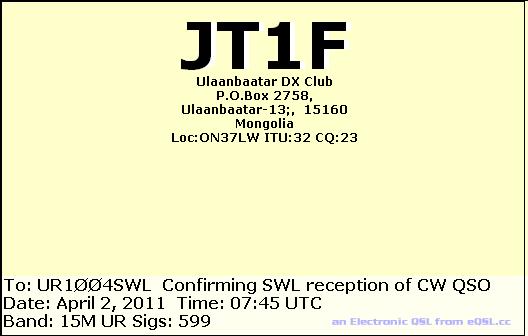 JT1F
Ulaanbaatar DX Club
P.O.Box 2758,
Ulaanbaatar-13;,  15160
Mongolia
Loc:ON37LW ITU:32 CQ:23
To: UR1ØØ4SWL  Confirming SWL reception of CW QSO
Date: April 2, 2011  Time: 07:45 UTC
Band: 15M UR Sigs: 599
an Electronic QSL from eQSL.cc